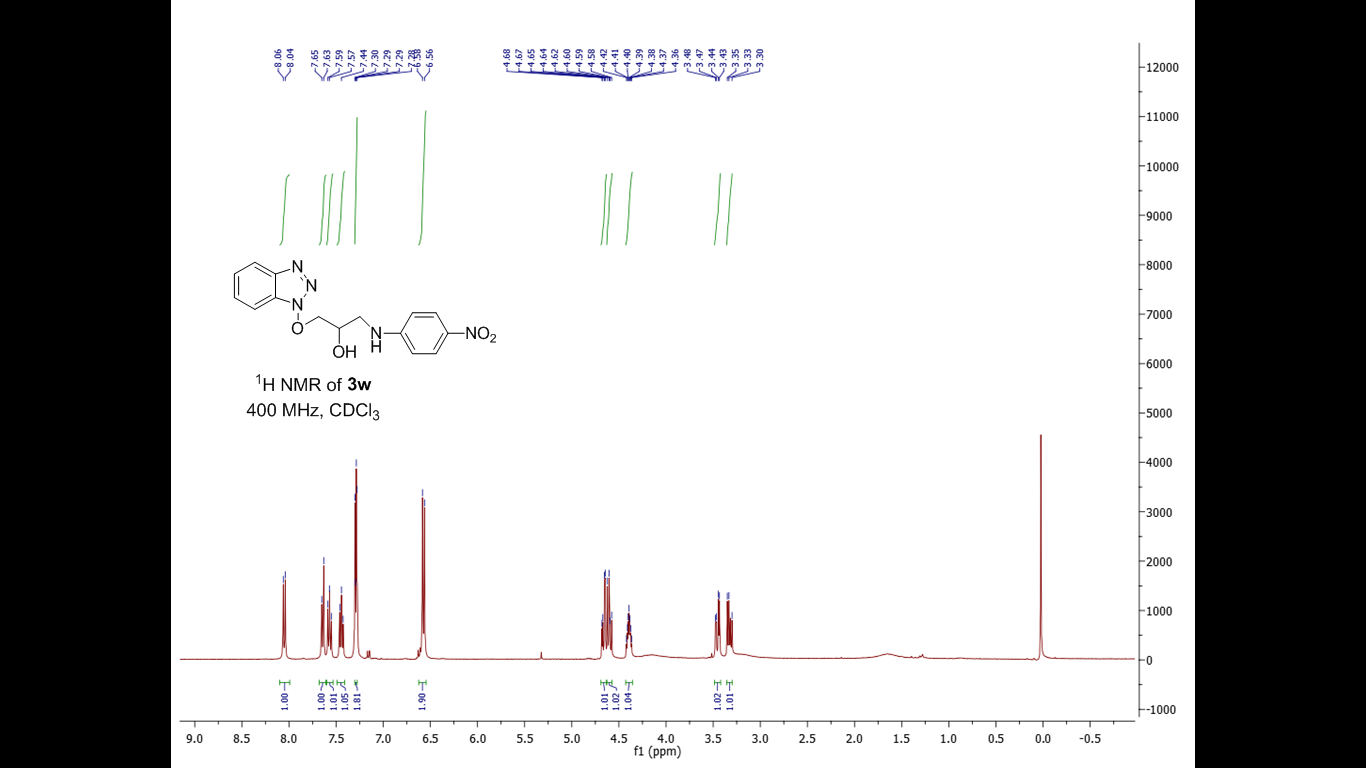 8.06 8.04 7.65 7.63 7.59 7.57 7.44 7.30 7.29 7.29 7.28 6.58 6.56 4.68 4.67 4.65 4.64 4.62 4.60 4.59 4.58 4.42 4.41 4.40 4.39 4.38 4.37 4.36 3.48 3.47 3.44 3.43 3.35 3.33 3.30
12000
11000
10000
9000
8000
7000
6000
5000
4000
3000
2000
1000
0
-1000
N
N
N
O
OH
N
H
NO2
1H NMR of 3w
400 MHz, CDCl3
1.00 1.00 1.01 1.05 1.81 1.90 1.01 1.02 1.04 1.02 1.01
9.0 8.5 8.0 7.5 7.0 6.5 6.0 5.5 5.0 4.5 4.0 3.5 3.0 2.5 2.0 1.5 1.0 0.5 0.0 -0.5
f1 (ppm)